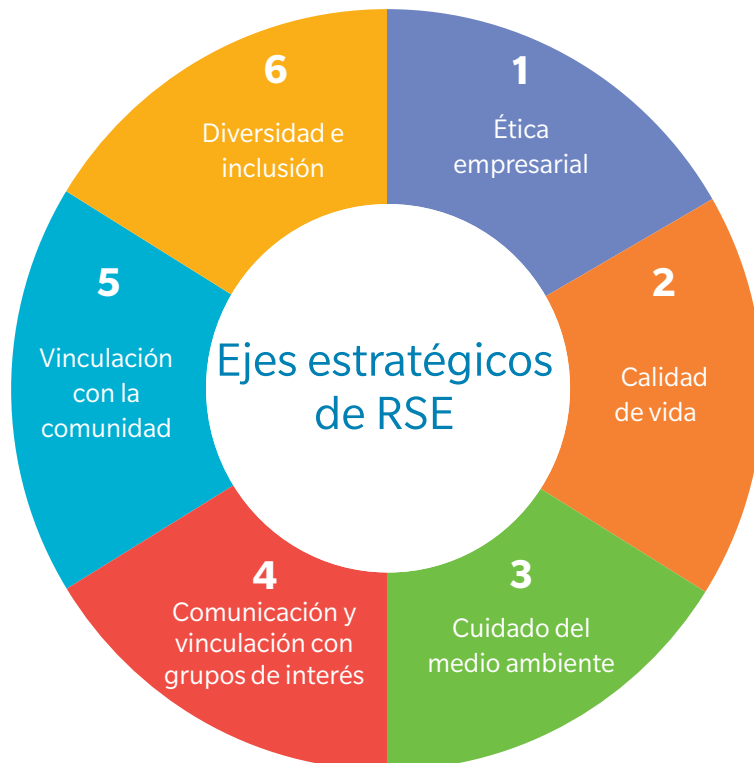 Ejes estratégicos
de RSE
1
Ética
empresarial
2
Calidad
de vida
3
Cuidado del
medio ambiente
4
Comunicación y
vinculación con
grupos de interés
5
Vinculación
con la
comunidad
6
Diversidad e
inclusión